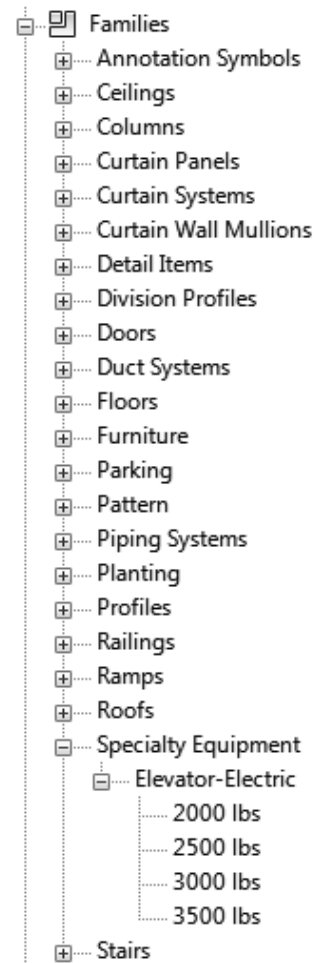 Families
Annotation Symbols
Ceilings
Columns
Curtain Panels
Curtain Systems
Curtain Wall Mullions
Detail Items
Division Profiles
Doors
Duct Systems
Floors
Furniture
Parking
Pattern
Piping Systems
Planting
Profiles
Railings
Ramps
Roofs
Specialty Equipment
Elevator-Electric
2000 lbs
2500 lbs
3000 lbs
3500 lbs
Stairs